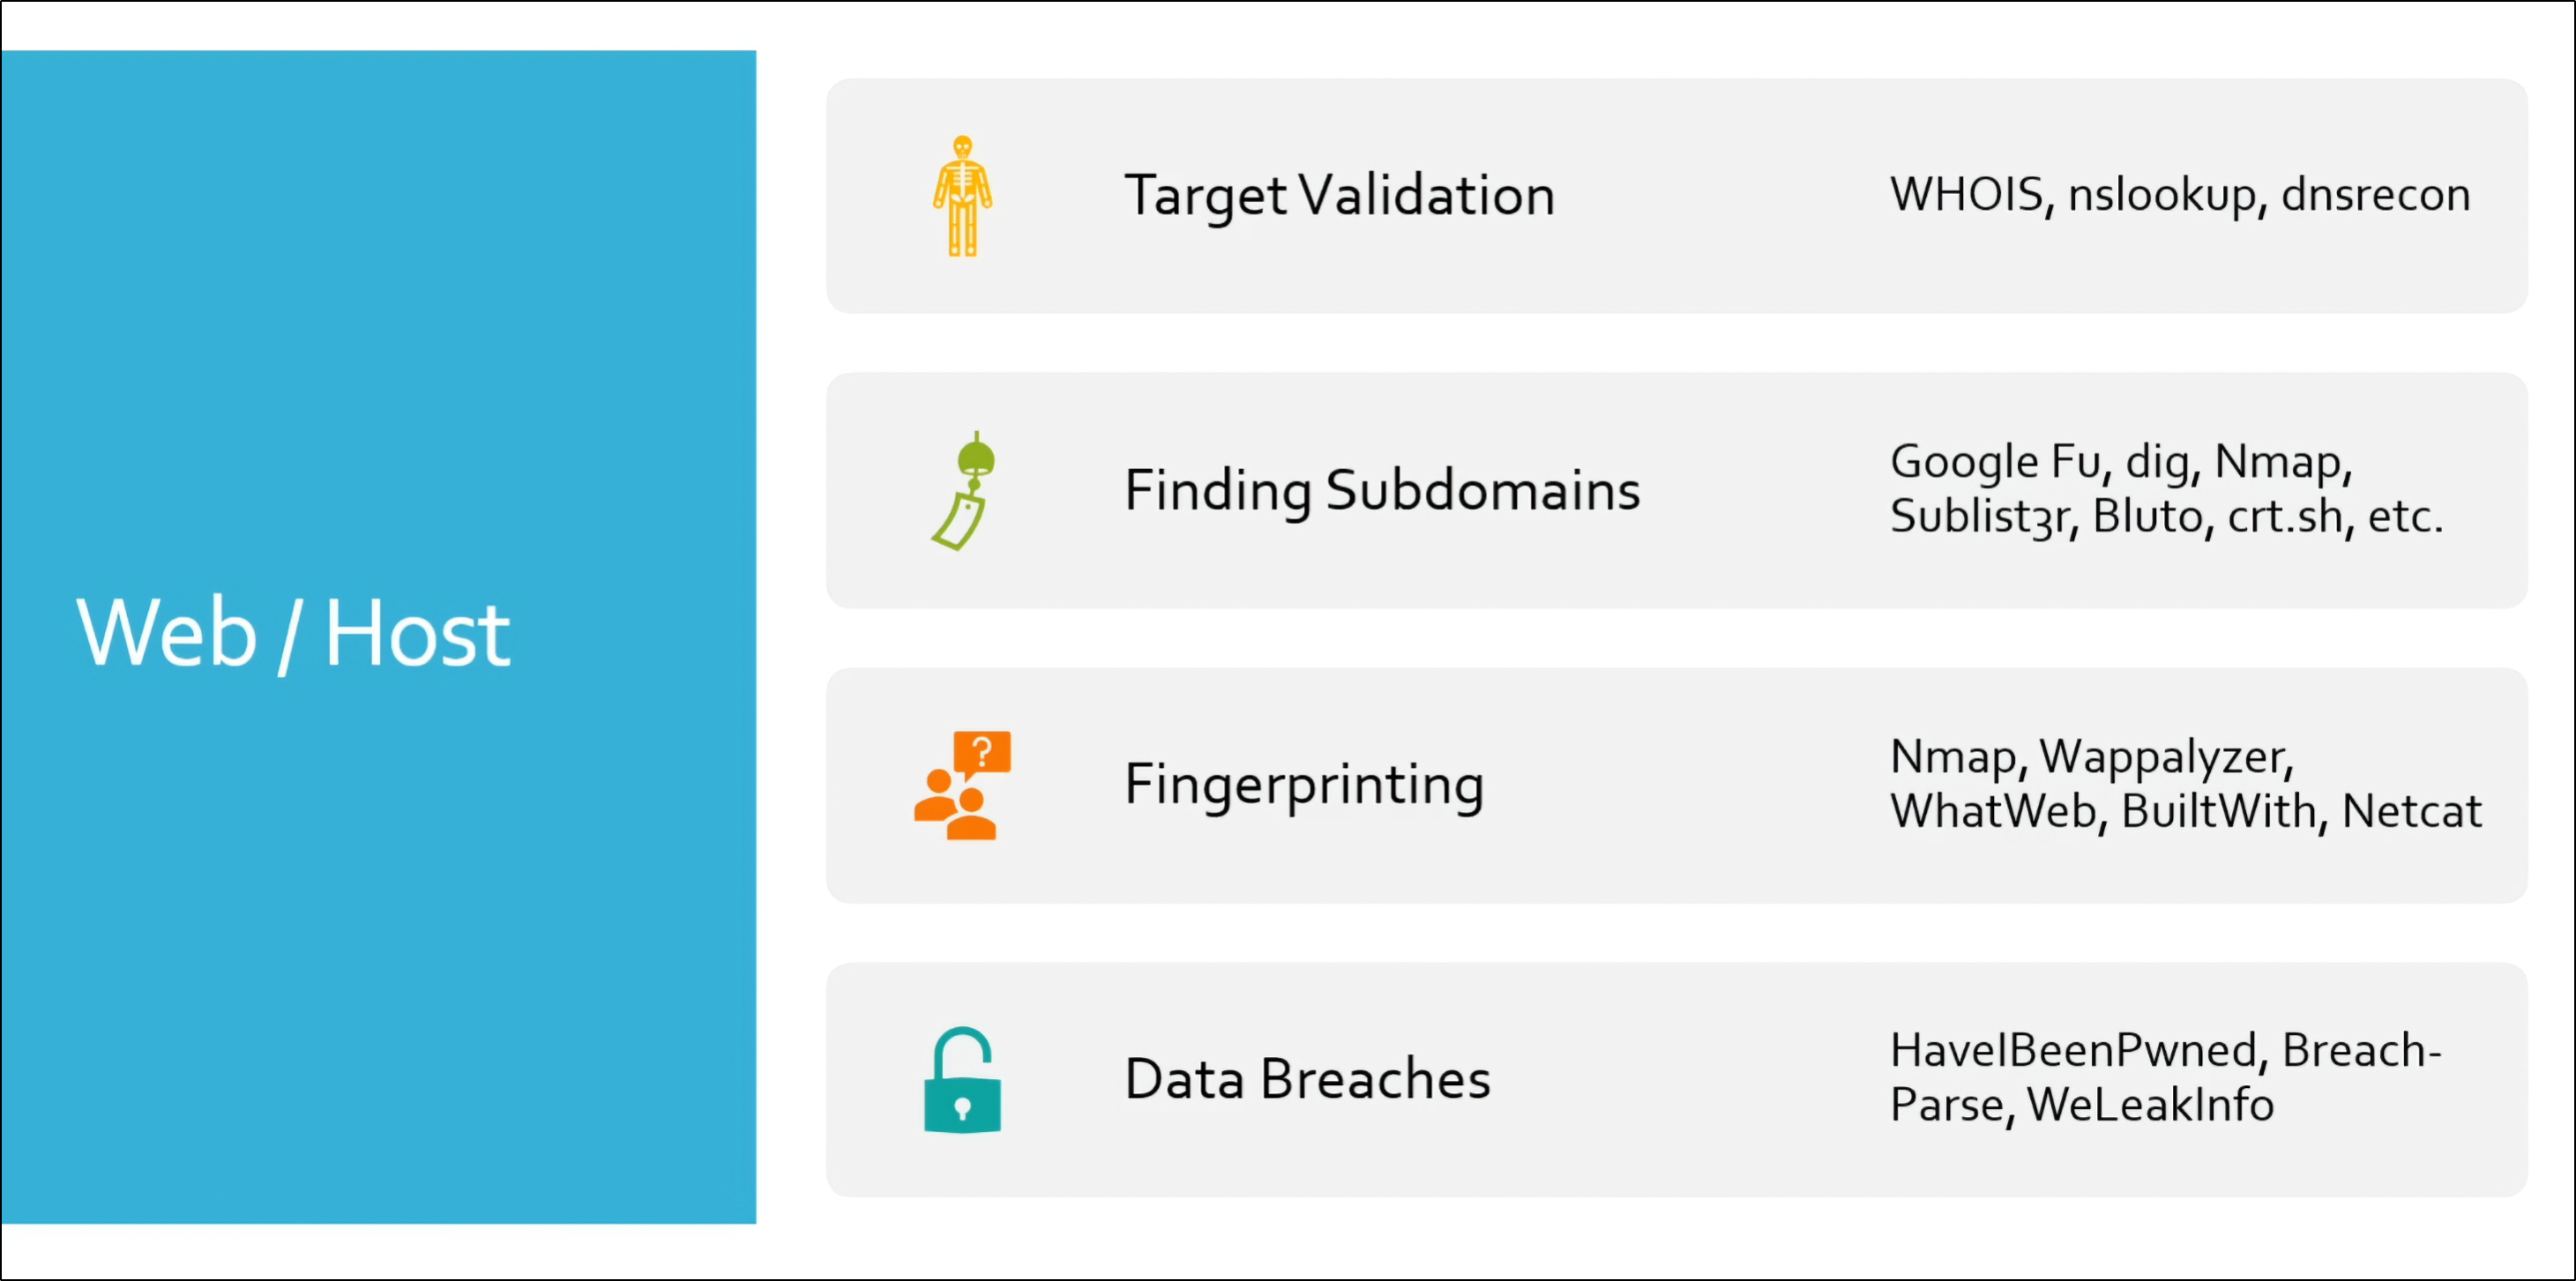 Web / Host
Target Validation
WHOIS, nslookup, dnsrecon
Finding Subdomains
Google Fu, dig, Nmap,
Sublist3r, Bluto, crt.sh, etc.
Fingerprinting
?
Nmap, Wappalyzer,
WhatWeb, BuiltWith, Netcat
Data Breaches
HaveIBeenPwned, Breach-
Parse, WeLeakInfo